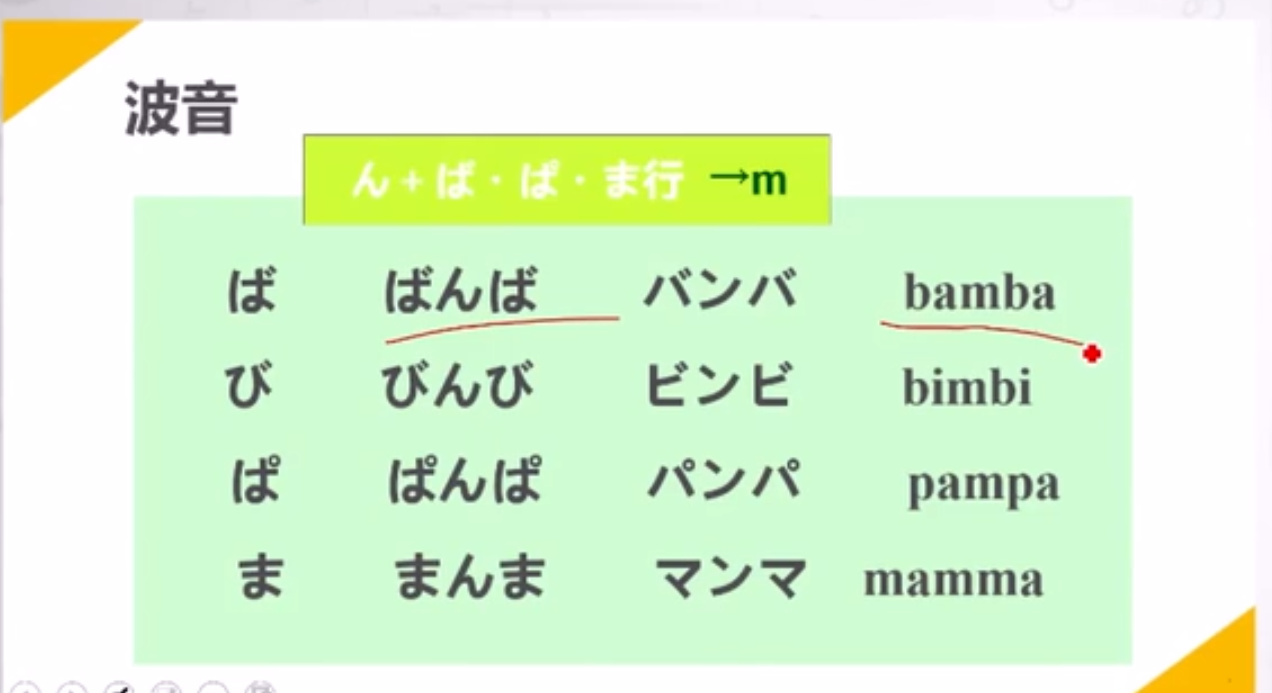 波音
ん + ば · ぱ · ま行 →m
ば ばんば バンバ bamba
び びんび ビンビ bimbi
ぱ ぱんぱ パンパ pampa
ま まんま マンマ mamma